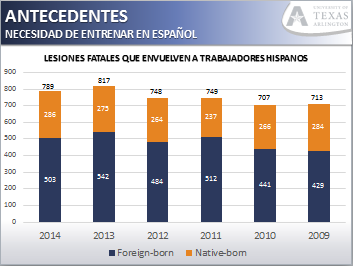 ANTECEDENTES
NECESIDAD DE ENTRENAR EN ESPAÑOL
UNIVERSITY OF
TEXAS
ARLINGTON
LESIONES FATALES QUE ENVUELVEN A TRABAJADORES HISPANOS
900
800
700
600
500
400
300
200
100
0
789 817 748 749 707 713
286 275 264 237 266 284
503 542 484 512 441 429
2014 2013 2012 2011 2010 2009
Foreign-born Native-born